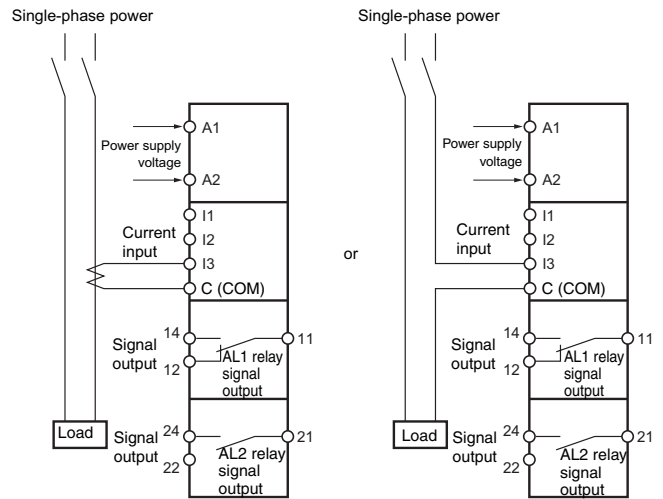 Single-phase power
A1
Power supply
voltage
A2
I1
I2
Current
input
I3
C (COM)
14
11
Signal
output
12
AL1 relay
signal
output
Load
Signal
output
24
21
22
AL2 relay
signal
output
or
Single-phase power
A1
Power supply
voltage
A2
I1
I2
Current
input
I3
C (COM)
14
11
Signal
output
12
AL1 relay
signal
output
Load
Signal
output
24
21
22
AL2 relay
signal
output